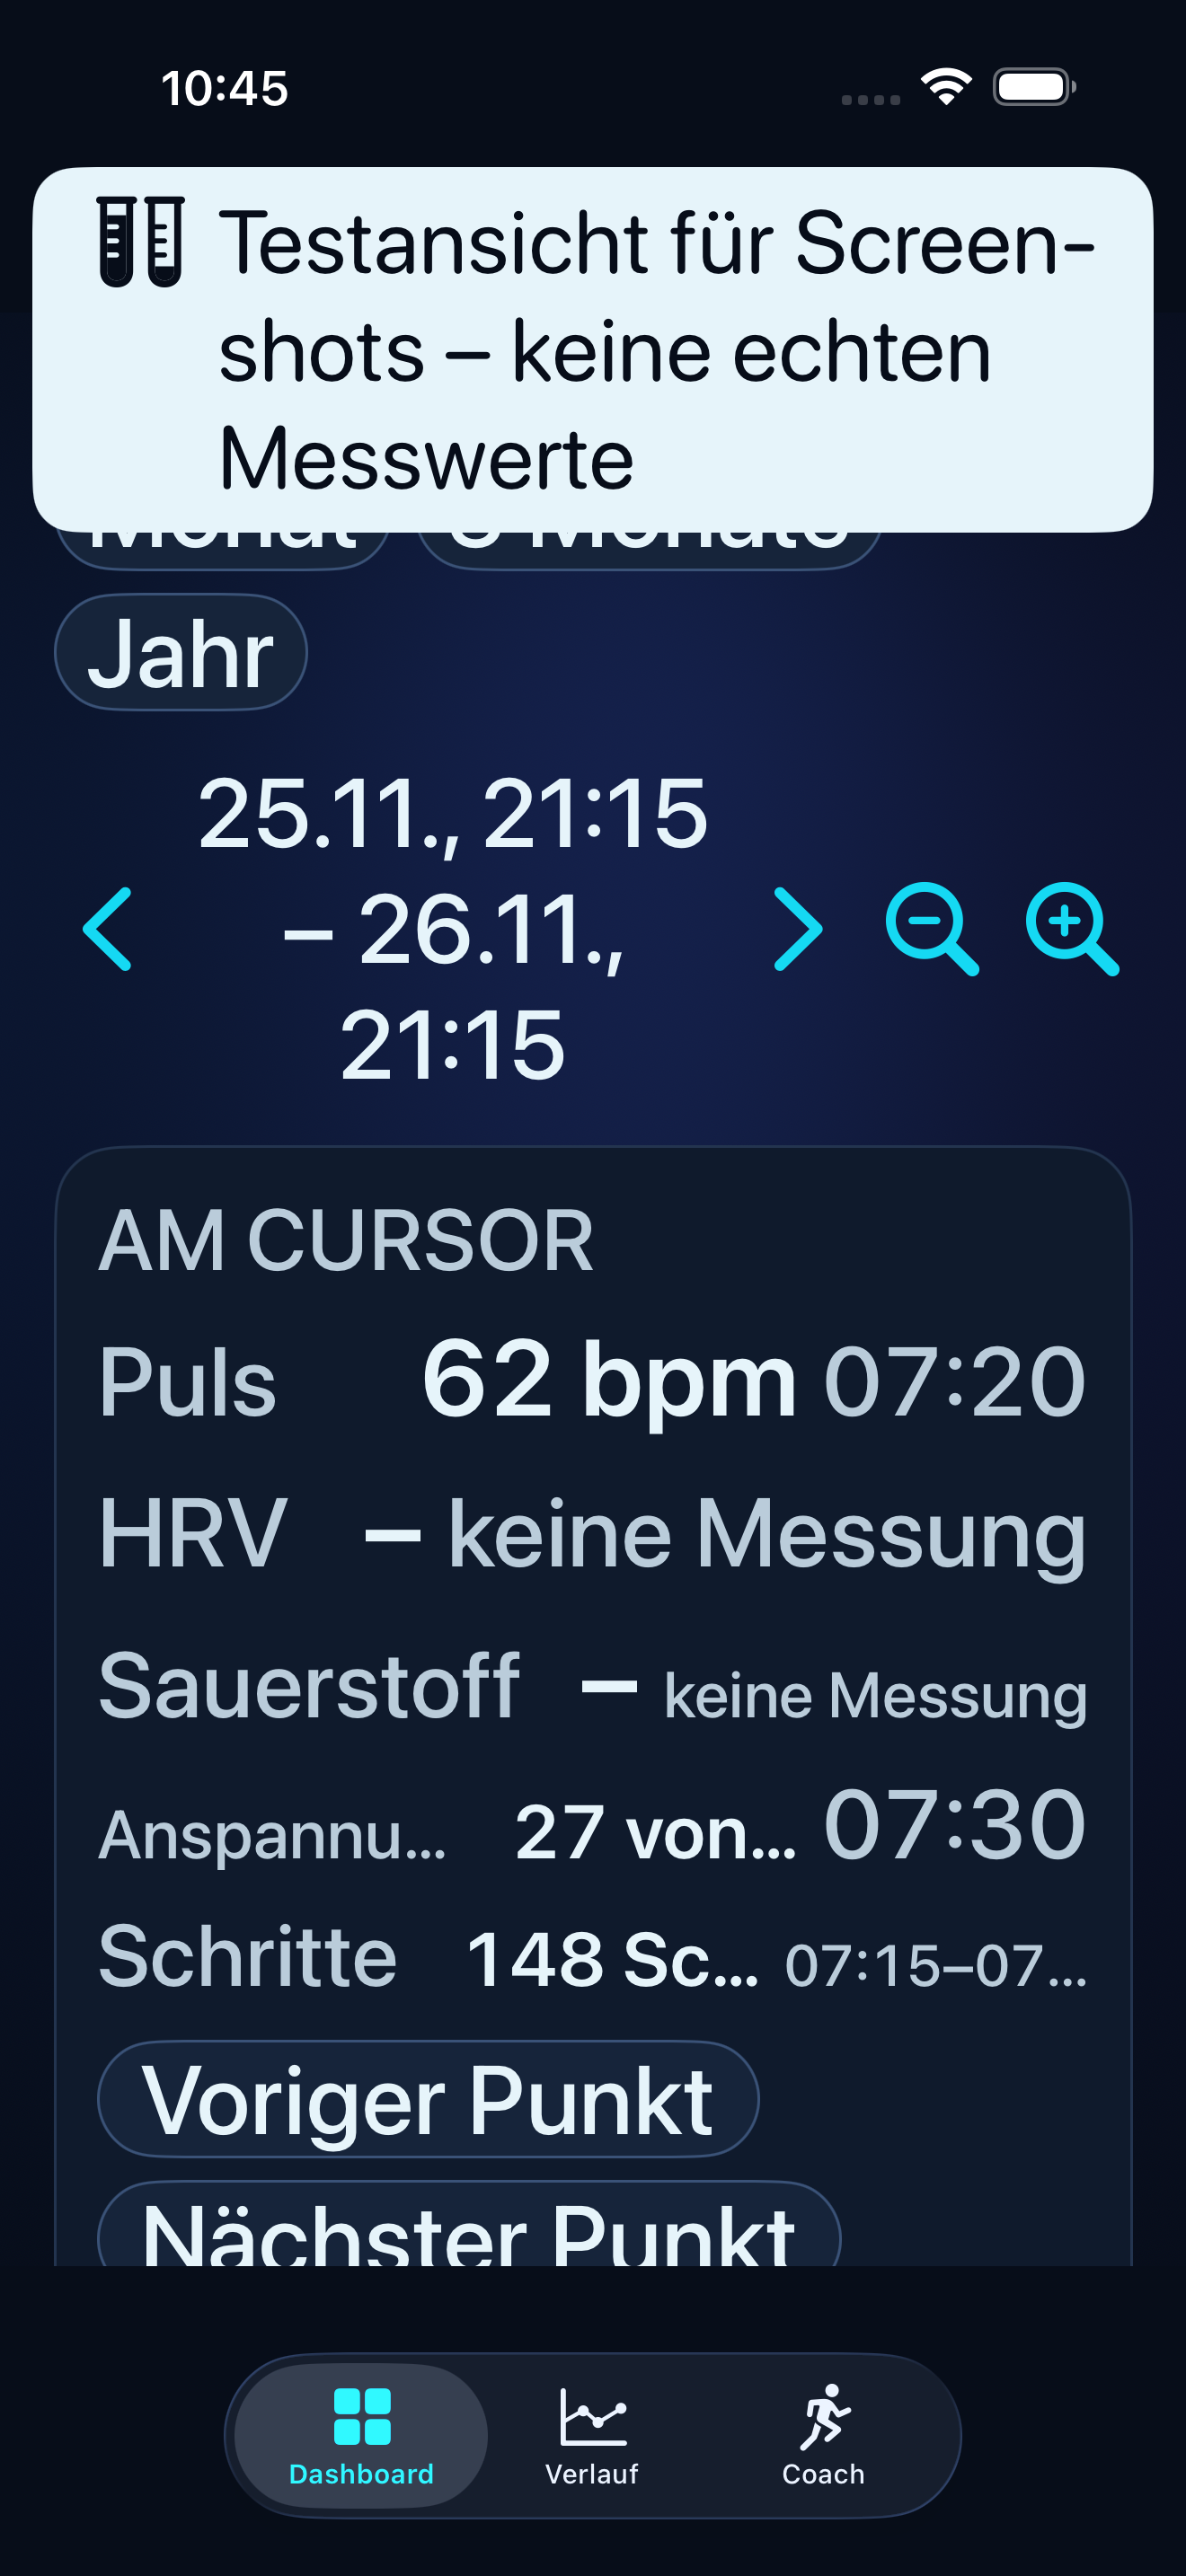 10:45
Testansicht für Screen-
shots – keine echten
Messwerte
Jahr
25.11., 21:15
– 26.11.,
21:15
AM CURSOR
Puls 62 bpm 07:20
HRV – keine Messung
Sauerstoff – keine Messung
Anspannu... 27 von... 07:30
Schritte 148 Sc... 07:15–07...
Voriger Punkt
Nächster Punkt
Dashboard Verlauf Coach